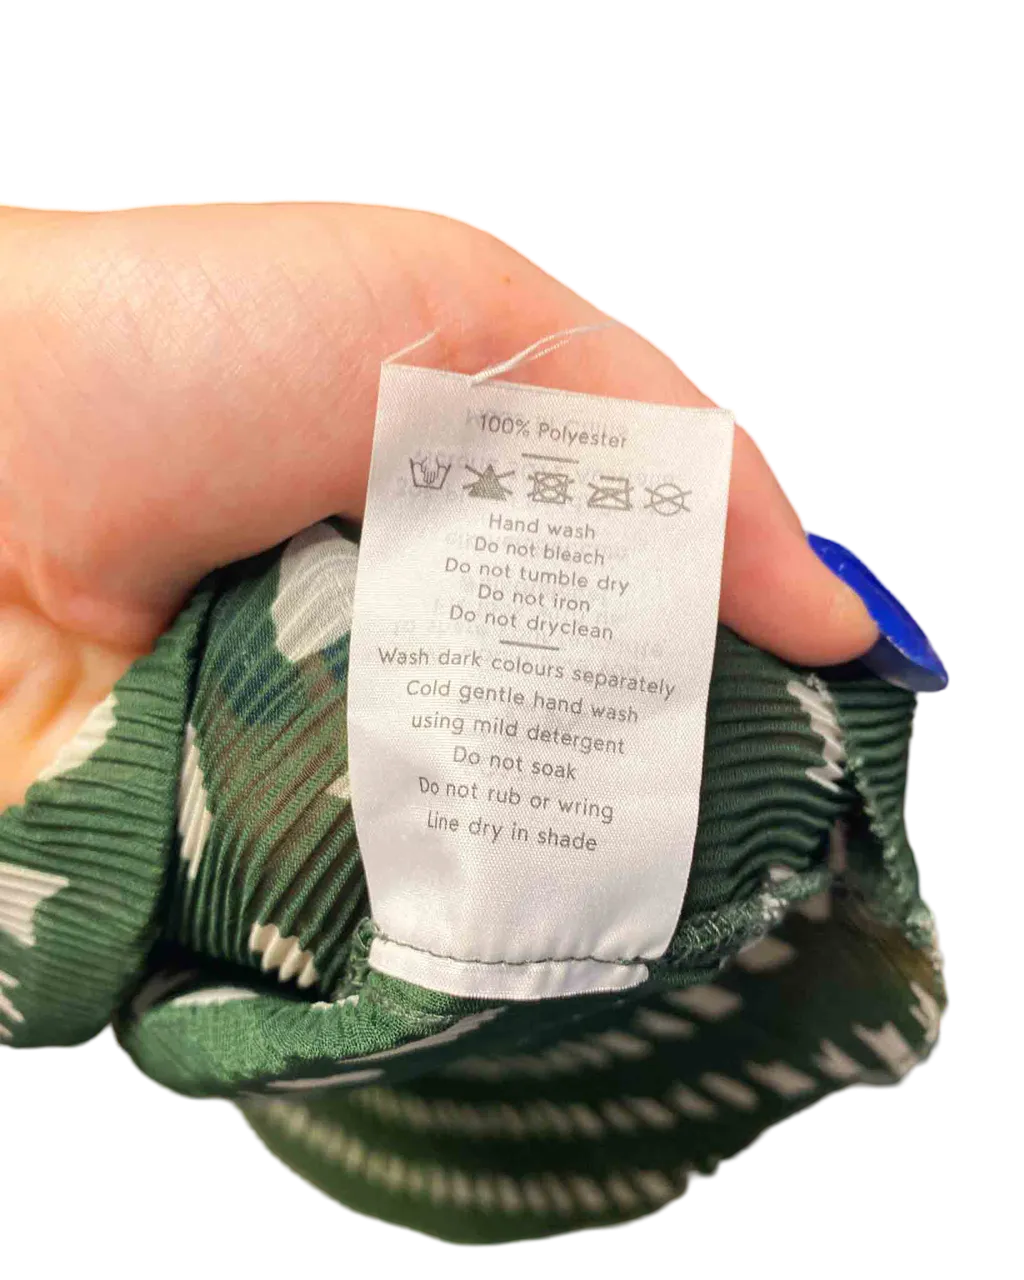 100% Polyester
Hand wash
Do not bleach
Do not tumble dry
Do not iron
Do not dryclean
Wash dark colours separately
Cold gentle hand wash
using mild detergent
Do not soak
Do not rub or wring
Line dry in shade